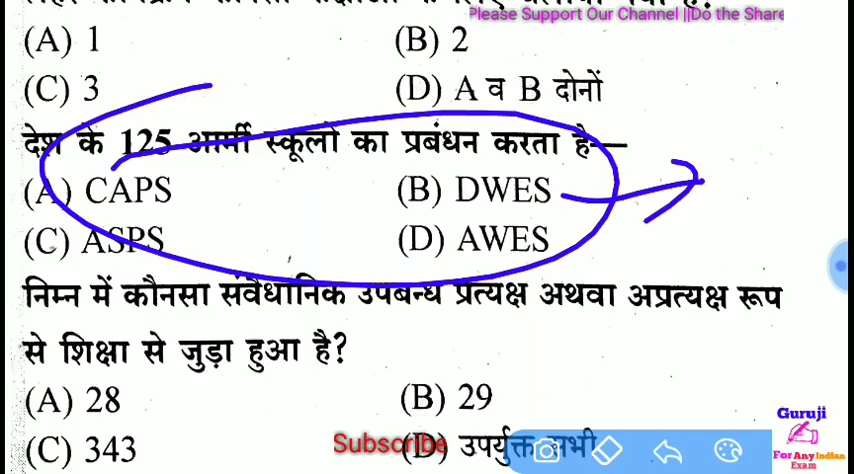 Please Support Our Channel ||Do the Share
(A) 1 (B) 2
(C) 3 (D) A व B दोनों
देश के 125 आर्मी स्कूलों का प्रबंधन करता है—
(A) CAPS (B) DWES
(C) ASPS (D) AWES
निम्न में कौनसा संवैधानिक उपबन्ध प्रत्यक्ष अथवा अप्रत्यक्ष रूप
से शिक्षा से जुड़ा हुआ है?
(A) 28 (B) 29
(C) 343 (D) उपर्युक्त सभी
Subscribe
Guruji
For Any Indian
Exam